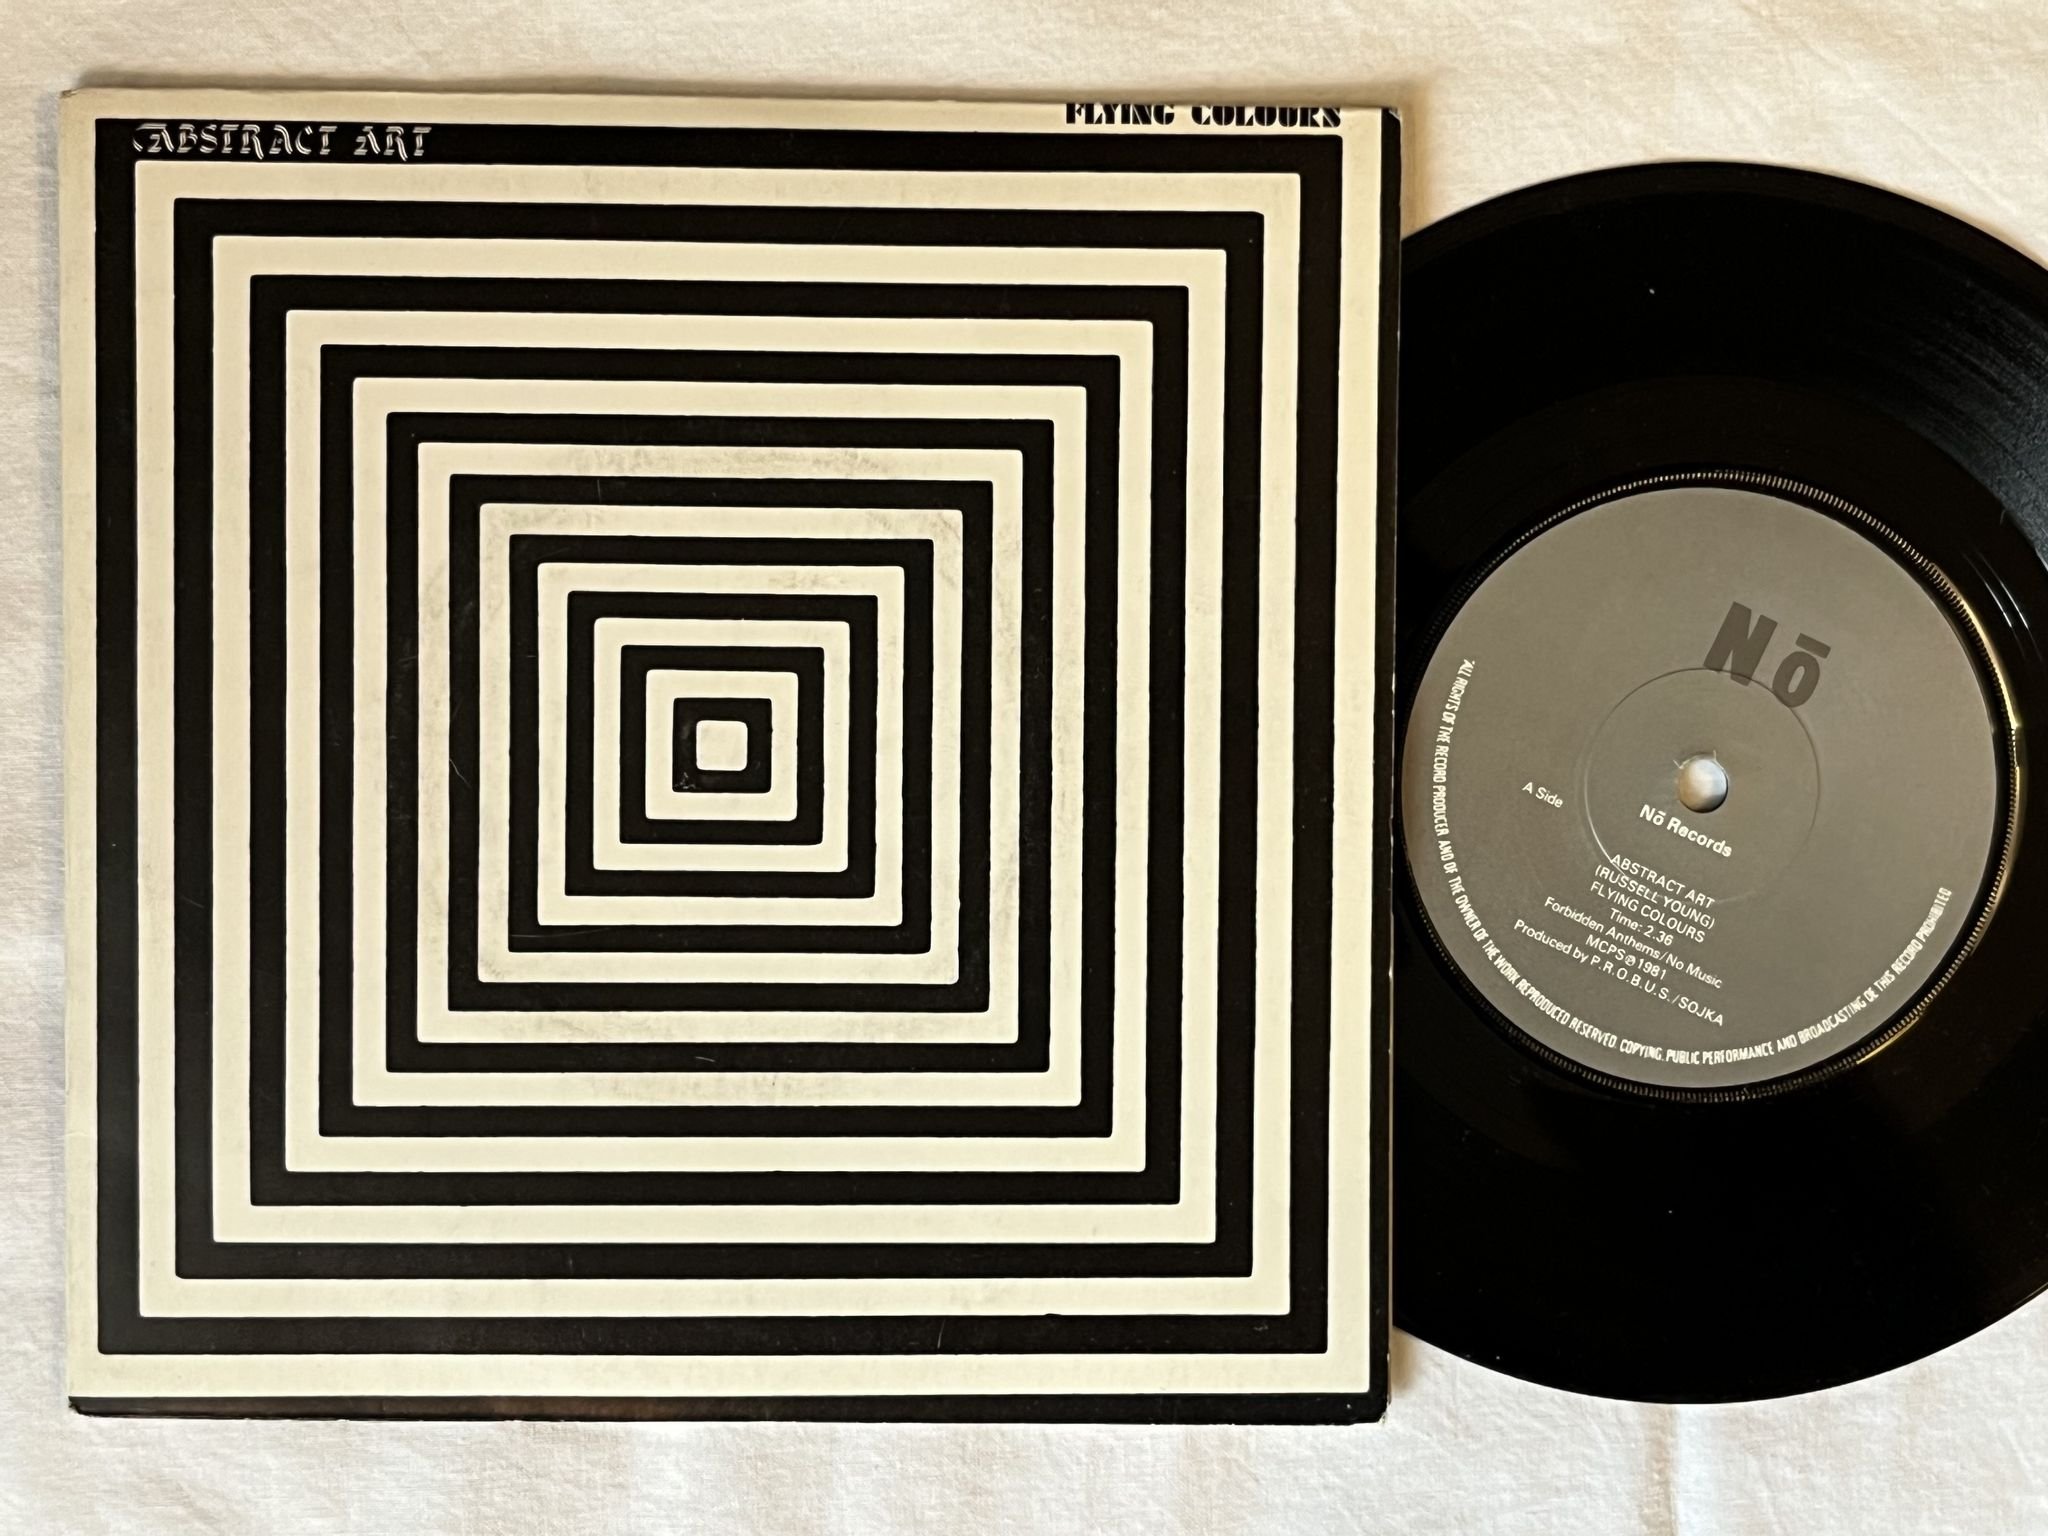 FLYING COLOURS
ABSTRACT ART
Nō
A Side
Nō Records
ABSTRACT ART
(RUSSELL YOUNG)
FLYING COLOURS
Time: 2.36
Forbidden Anthems/No Music
MCPS ℗ 1981
Produced by P.R.O.B.U.S./SOJKA
'ALL RIGHTS OF THE RECORD PRODUCER AND OF THE OWNER OF THE WORK REPRODUCED RESERVED. COPYING, PUBLIC PERFORMANCE AND BROADCASTING OF THIS RECORD PROHIBITED